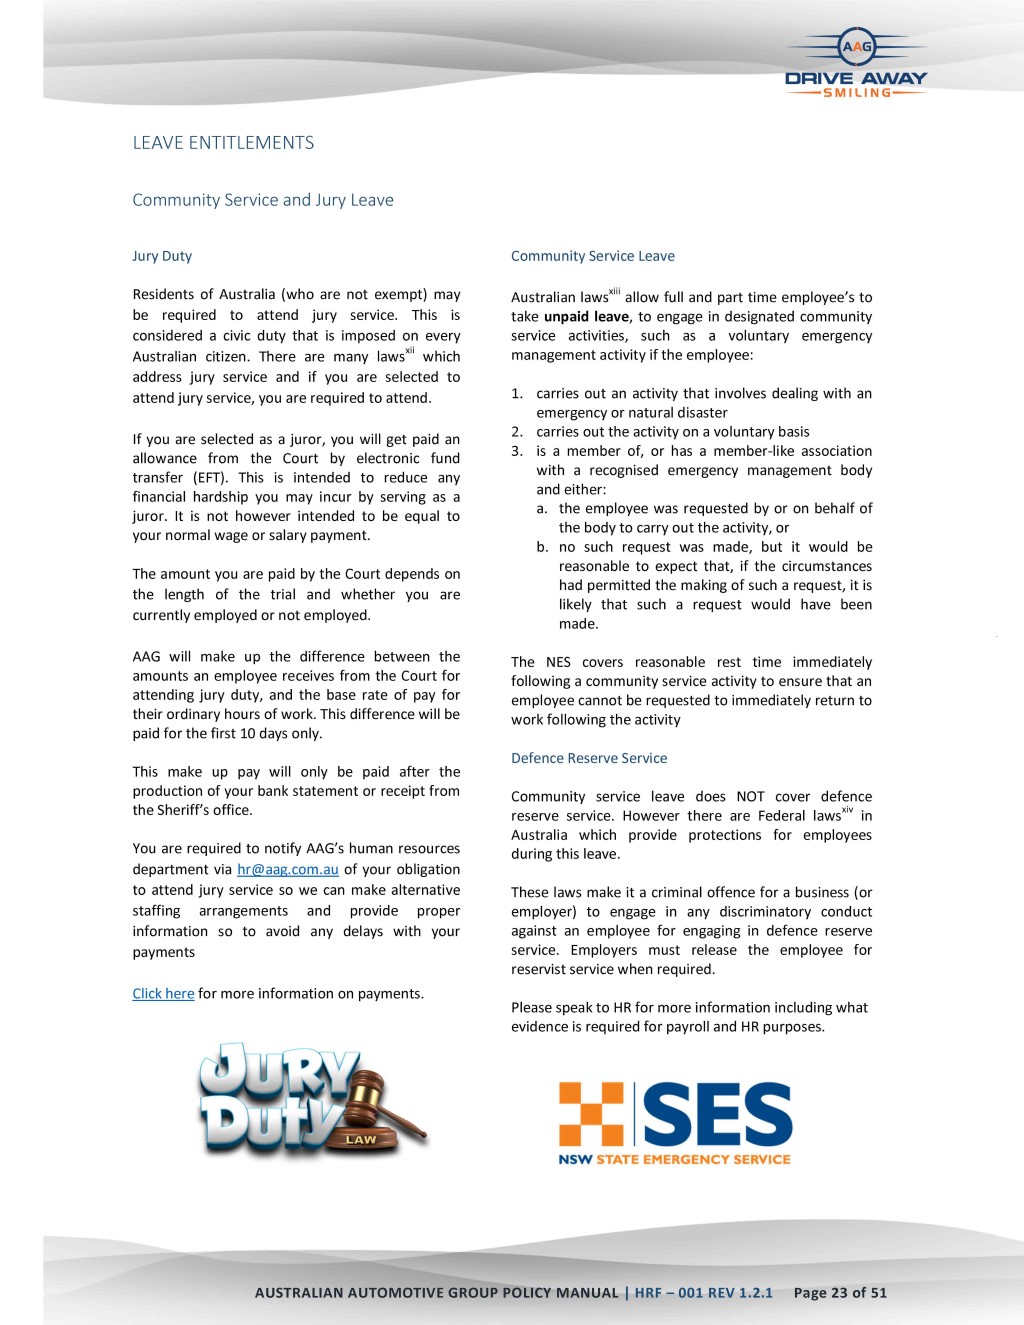 AAG
DRIVE AWAY
SMILING
LEAVE ENTITLEMENTS
Community Service and Jury Leave
Jury Duty
Residents of Australia (who are not exempt) may
be required to attend jury service. This is
considered a civic duty that is imposed on every
Australian citizen. There are many laws^xii which
address jury service and if you are selected to
attend jury service, you are required to attend.
If you are selected as a juror, you will get paid an
allowance from the Court by electronic fund
transfer (EFT). This is intended to reduce any
financial hardship you may incur by serving as a
juror. It is not however intended to be equal to
your normal wage or salary payment.
The amount you are paid by the Court depends on
the length of the trial and whether you are
currently employed or not employed.
AAG will make up the difference between the
amounts an employee receives from the Court for
attending jury duty, and the base rate of pay for
their ordinary hours of work. This difference will be
paid for the first 10 days only.
This make up pay will only be paid after the
production of your bank statement or receipt from
the Sheriff's office.
You are required to notify AAG's human resources
department via hr@aag.com.au of your obligation
to attend jury service so we can make alternative
staffing arrangements and provide proper
information so to avoid any delays with your
payments
Click here for more information on payments.
JURY
DUTY
LAW
Community Service Leave
Australian laws^xiii allow full and part time employee's to
take unpaid leave, to engage in designated community
service activities, such as a voluntary emergency
management activity if the employee:
1. carries out an activity that involves dealing with an
emergency or natural disaster
2. carries out the activity on a voluntary basis
3. is a member of, or has a member-like association
with a recognised emergency management body
and either:
a. the employee was requested by or on behalf of
the body to carry out the activity, or
b. no such request was made, but it would be
reasonable to expect that, if the circumstances
had permitted the making of such a request, it is
likely that such a request would have been
made.
The NES covers reasonable rest time immediately
following a community service activity to ensure that an
employee cannot be requested to immediately return to
work following the activity
Defence Reserve Service
Community service leave does NOT cover defence
reserve service. However there are Federal laws^xiv in
Australia which provide protections for employees
during this leave.
These laws make it a criminal offence for a business (or
employer) to engage in any discriminatory conduct
against an employee for engaging in defence reserve
service. Employers must release the employee for
reservist service when required.
Please speak to HR for more information including what
evidence is required for payroll and HR purposes.
SES
NSW STATE EMERGENCY SERVICE
AUSTRALIAN AUTOMOTIVE GROUP POLICY MANUAL | HRF – 001 REV 1.2.1 Page 23 of 51